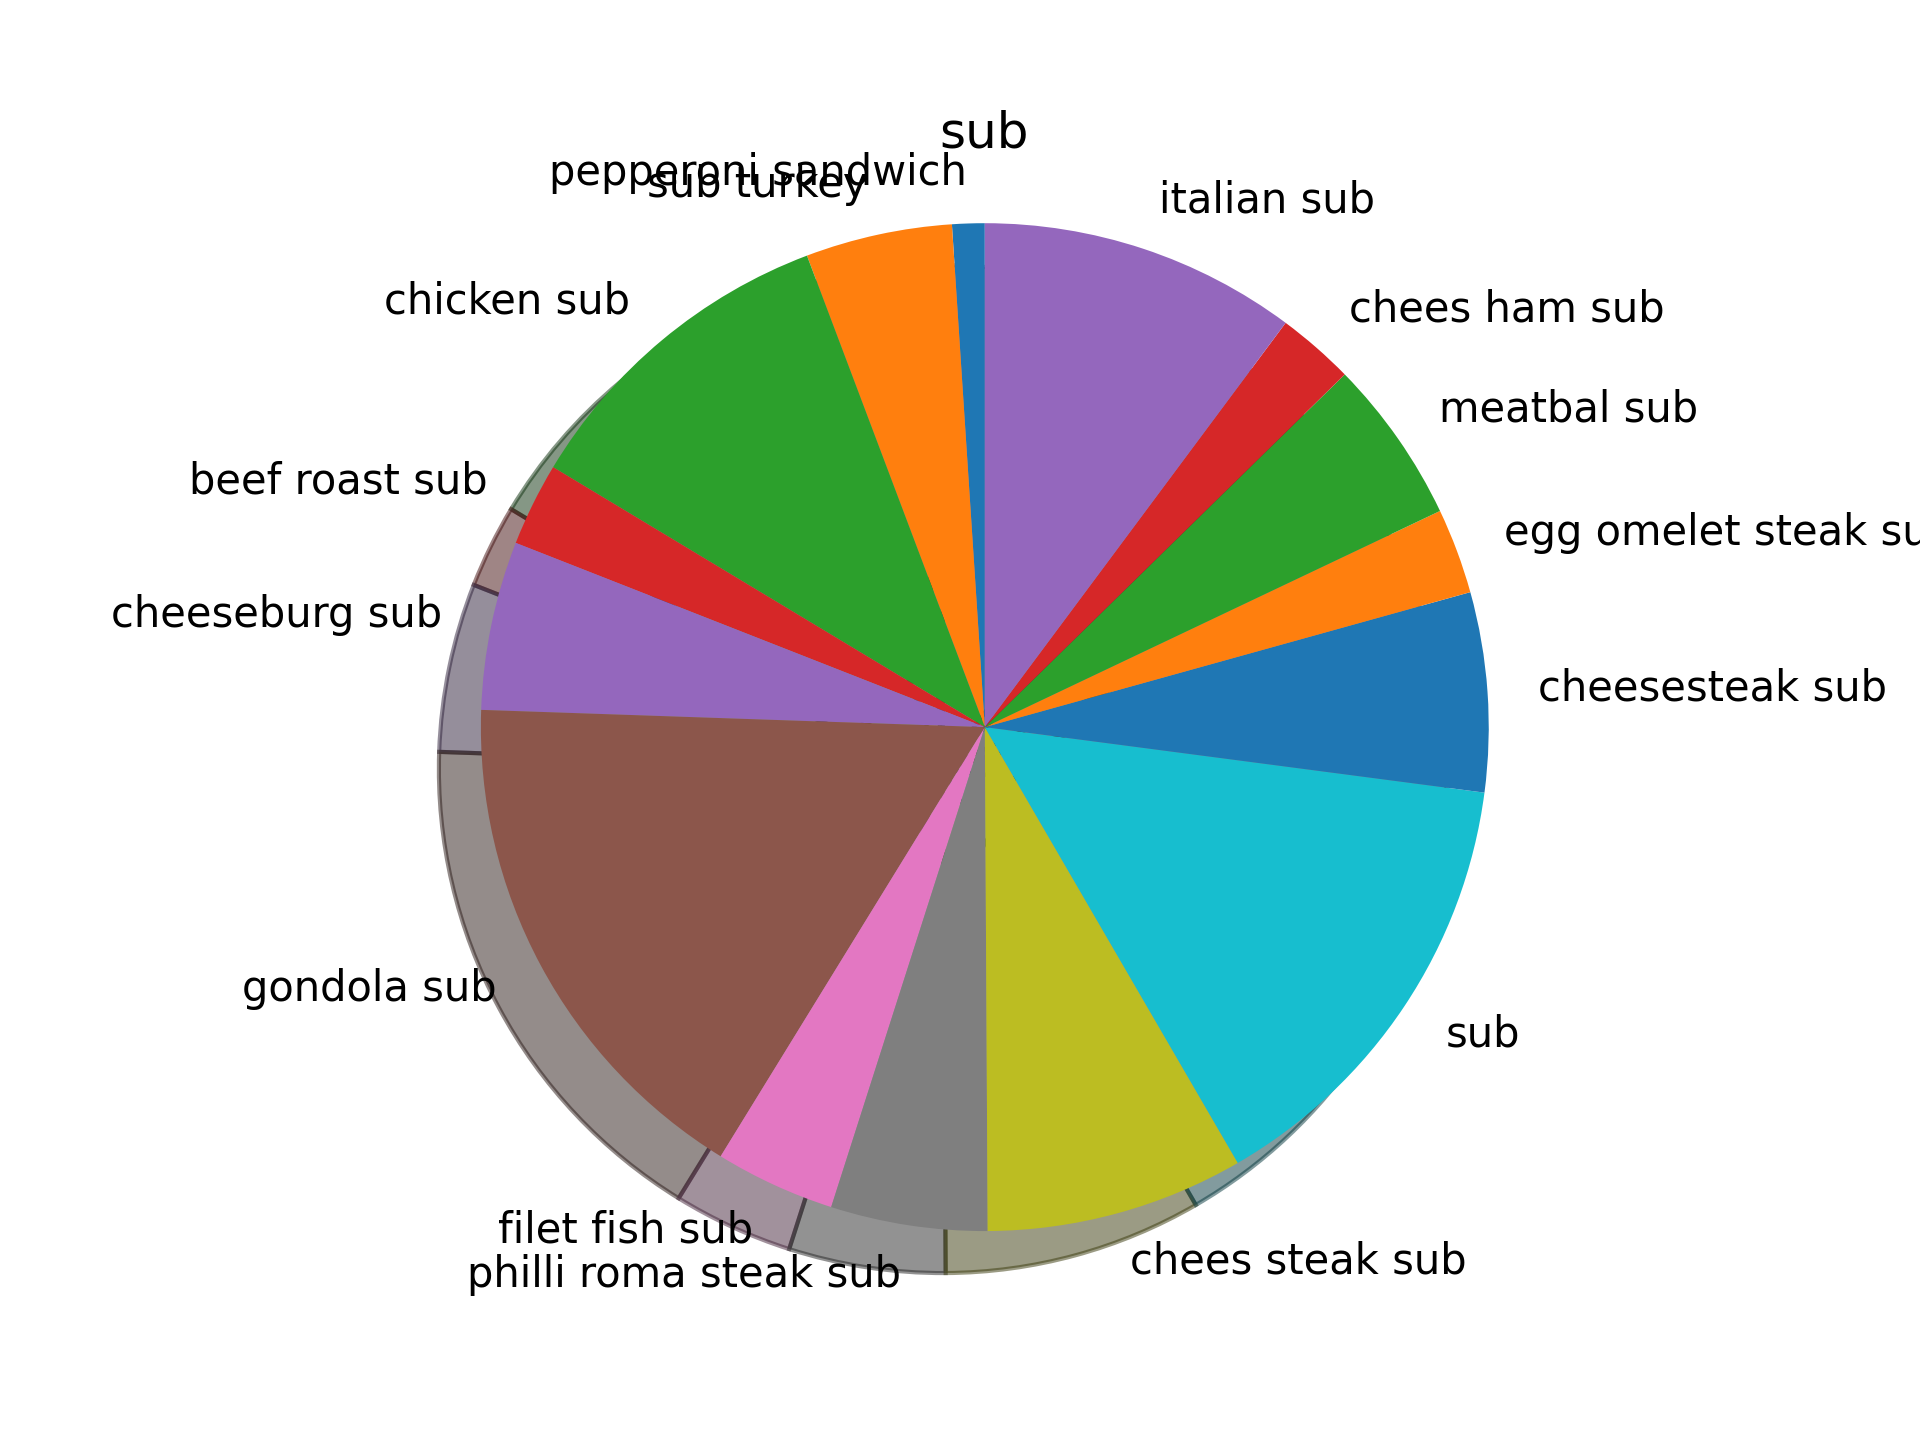 sub
pepperoni sandwich
sub turkey
italian sub
chicken sub
chees ham sub
meatbal sub
beef roast sub
egg omelet steak su
cheeseburg sub
cheesesteak sub
gondola sub
sub
filet fish sub
philli roma steak sub
chees steak sub